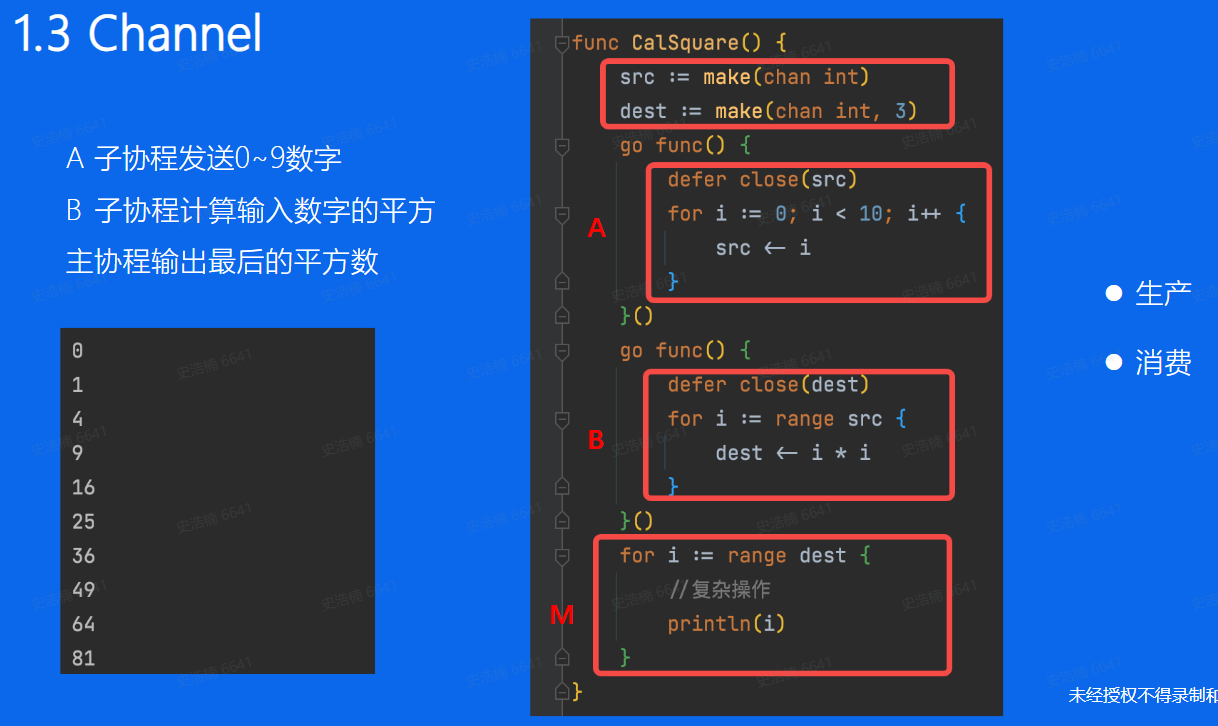 1.3 Channel
A 子协程发送0~9数字
B 子协程计算输入数字的平方
主协程输出最后的平方数
0
1
4
9
16
25
36
49
64
81
func CalSquare() {
src := make(chan int)
dest := make(chan int, 3)
go func() {
A
defer close(src)
for i := 0; i < 10; i++ {
src <- i
}
}()
go func() {
B
defer close(dest)
for i := range src {
dest <- i * i
}
}()
M
for i := range dest {
//复杂操作
println(i)
}
}
生产
消费
未经授权不得录制和
史浩楠 6641